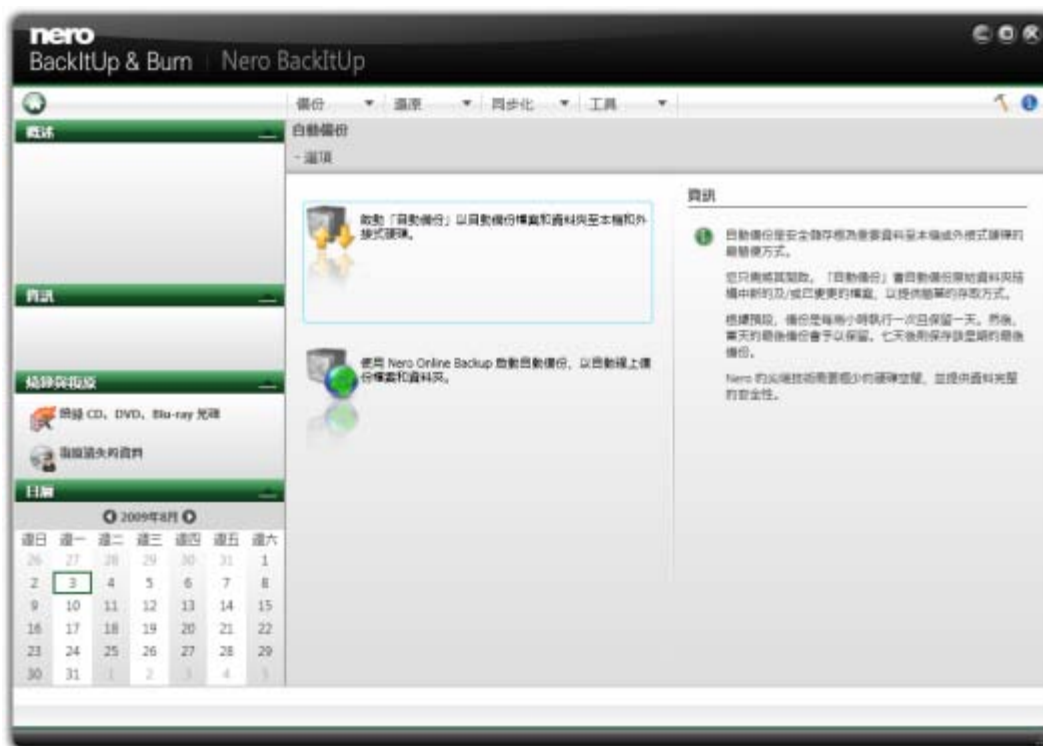 nero
BackItUp & Burn | Nero BackItUp
備份 還原 同步化 工具
概述
資訊
燒錄與復原
燒錄 CD、DVD、Blu-ray 光碟
復原遺失的資料
日曆
2009年8月
週日 週一 週二 週三 週四 週五 週六
26 27 28 29 30 31 1
2 3 4 5 6 7 8
9 10 11 12 13 14 15
16 17 18 19 20 21 22
23 24 25 26 27 28 29
30 31 1 2 3 4 5
自動備份
- 選項
啟動「自動備份」以自動備份檔案和資料夾至本機和外
接式硬碟。
使用 Nero Online Backup 啟動自動備份，以自動線上備
份檔案和資料夾。
資訊
自動備份是安全儲存極為重要資料至本機或外接式硬碟的
最簡便方式。
您只需將其開啟。「自動備份」會自動備份原始資料夾結
構中新的及/或已變更的檔案，以提供簡單的存取方式。
根據預設，備份是每兩小時執行一次且保留一天。然後，
當天的最後備份會予以保留。七天後則保存該星期的最後
備份。
Nero 的尖端技術需要極少的硬碟空間，並提供資料完整
的安全性。